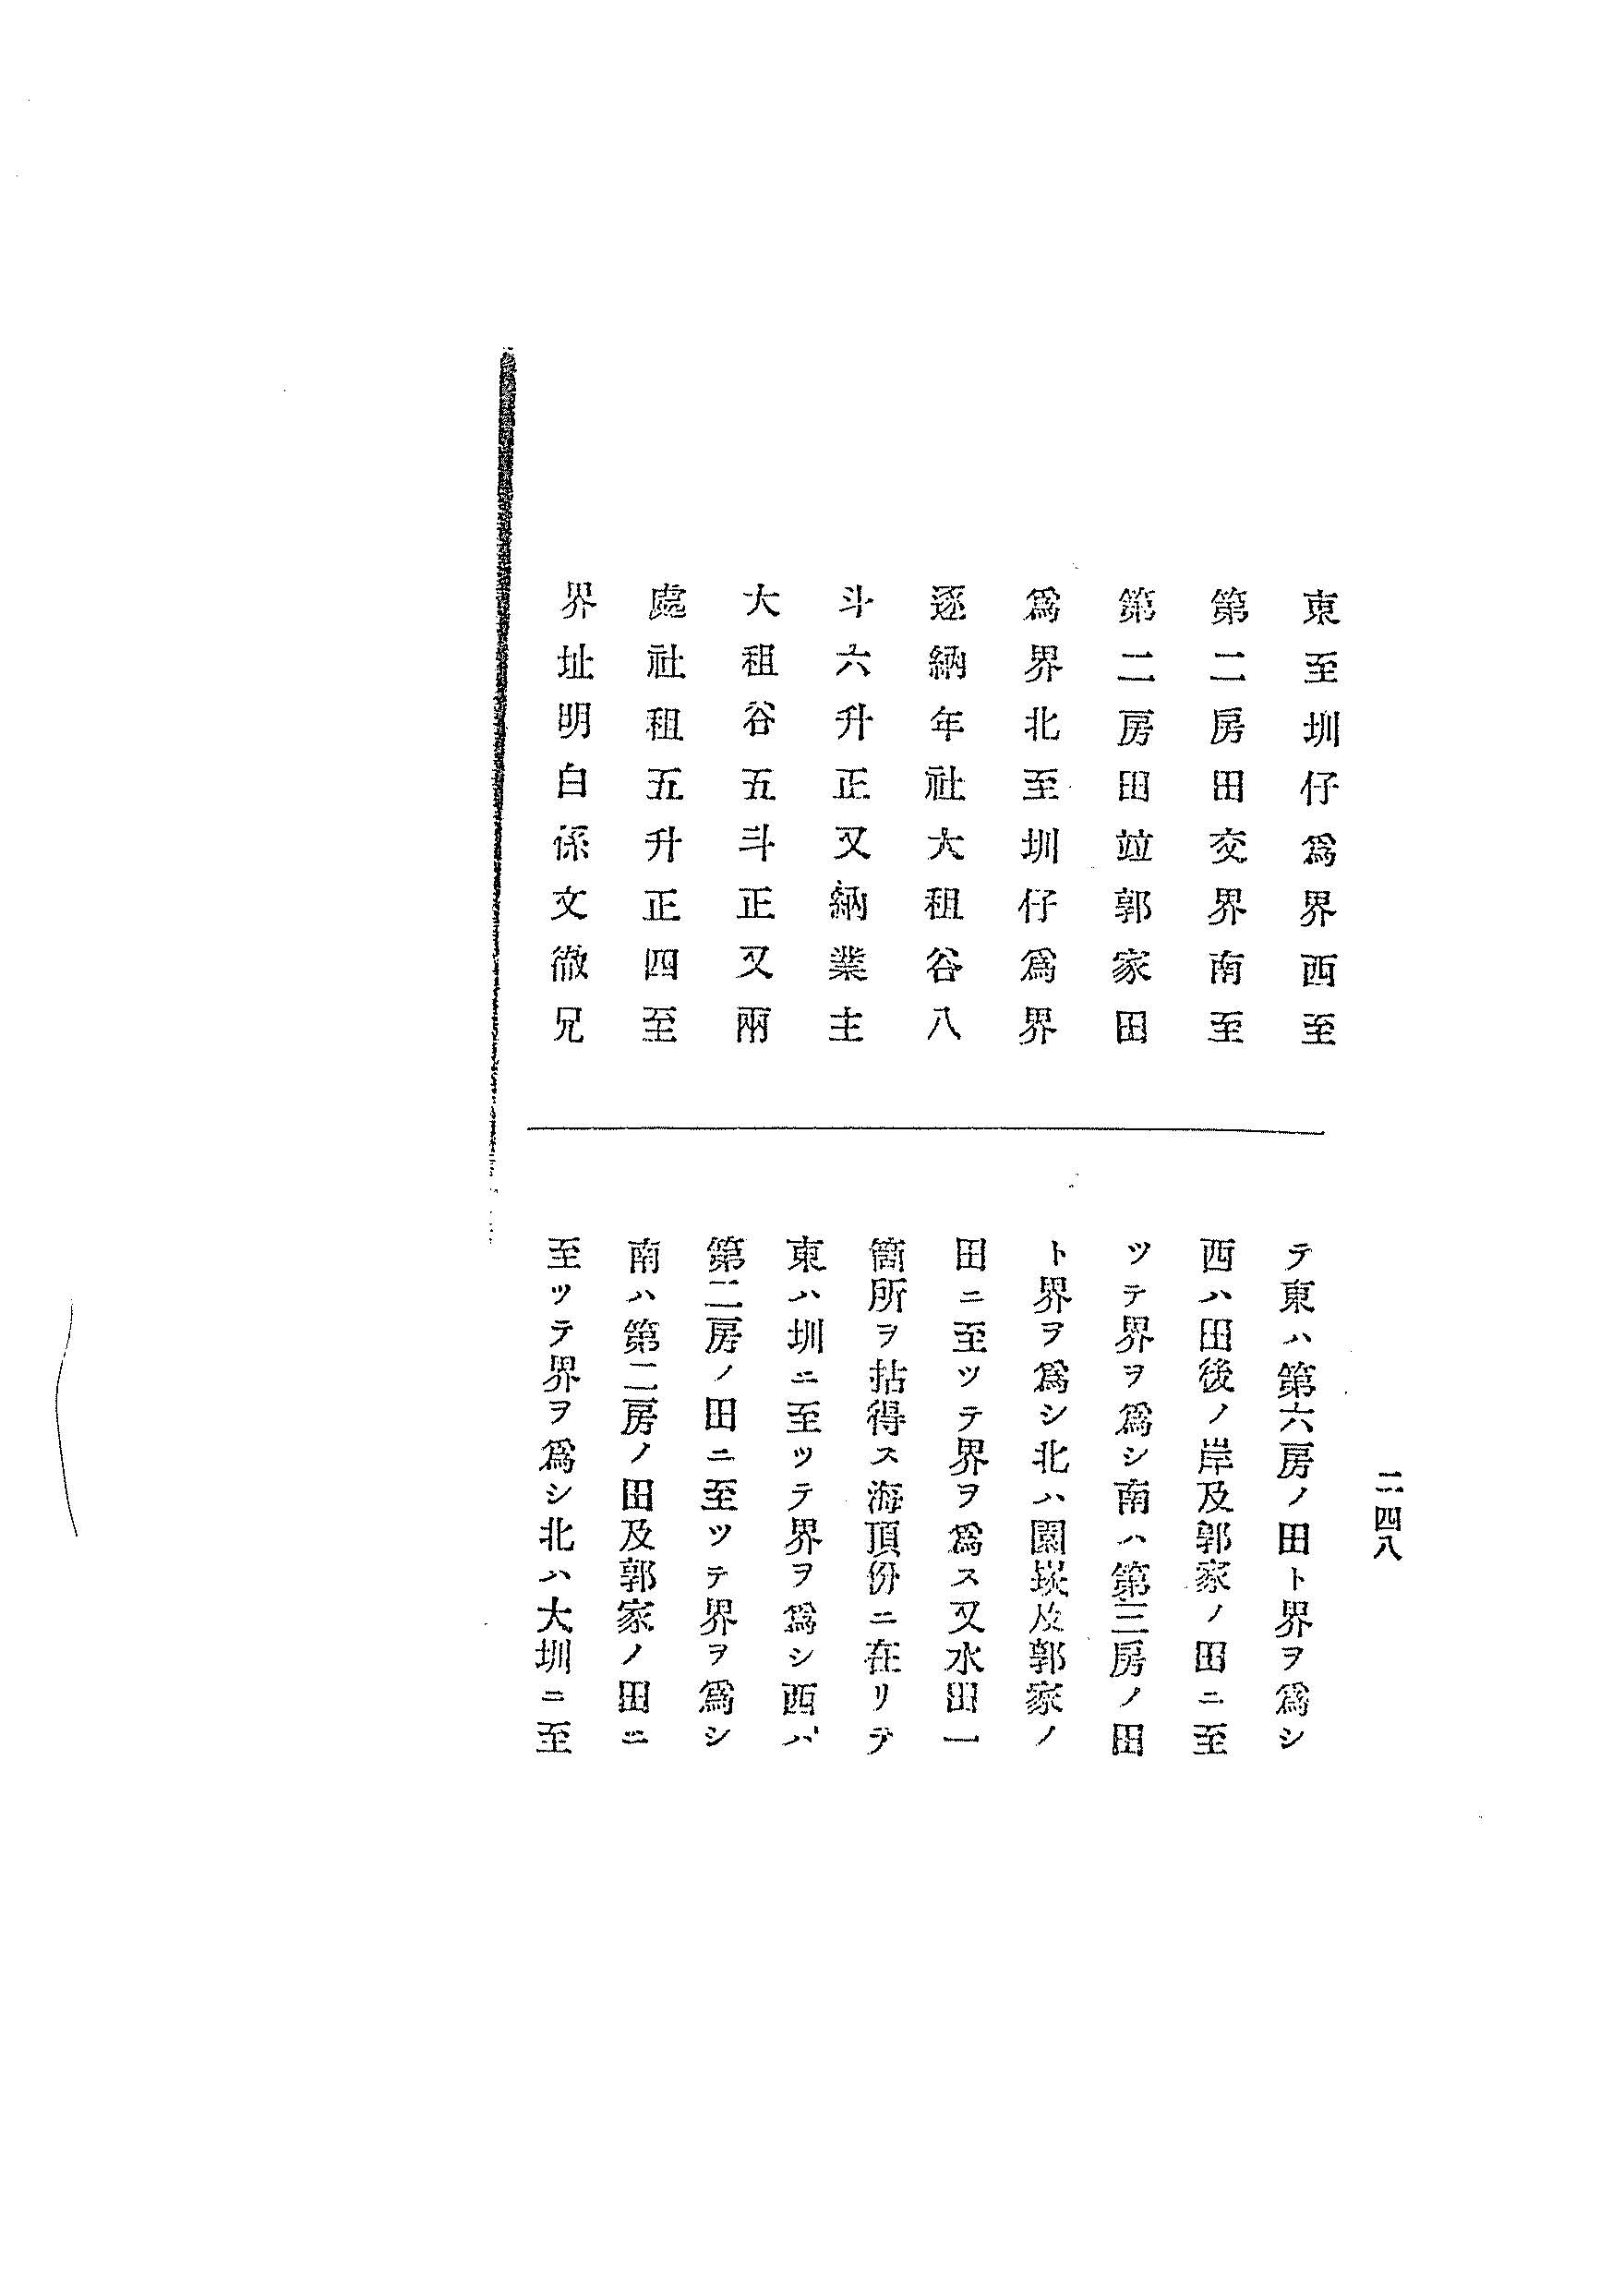 東至圳仔爲界西至
第二房田交界南至
第二房田竝郭家田
爲界北至圳仔爲界
逐納年社大租谷八
斗六升正又納業主
大租谷五斗正又兩
處社租五升正四至
界址明白係文徽兄
テ東ハ第六房ノ田ト界ヲ爲シ
西ハ田後ノ岸及郭家ノ田ニ至
ツテ界ヲ爲シ南ハ第三房ノ田
ト界ヲ爲シ北ハ園崁及郭家ノ
田ニ至ツテ界ヲ爲ス又水田一
箇所ヲ拈得ス海頂份ニ在リテ
東ハ圳ニ至ツテ界ヲ爲シ西ハ
第二房ノ田ニ至ツテ界ヲ爲シ
南ハ第二房ノ田及郭家ノ田ニ
至ツテ界ヲ爲シ北ハ大圳ニ至
二四八